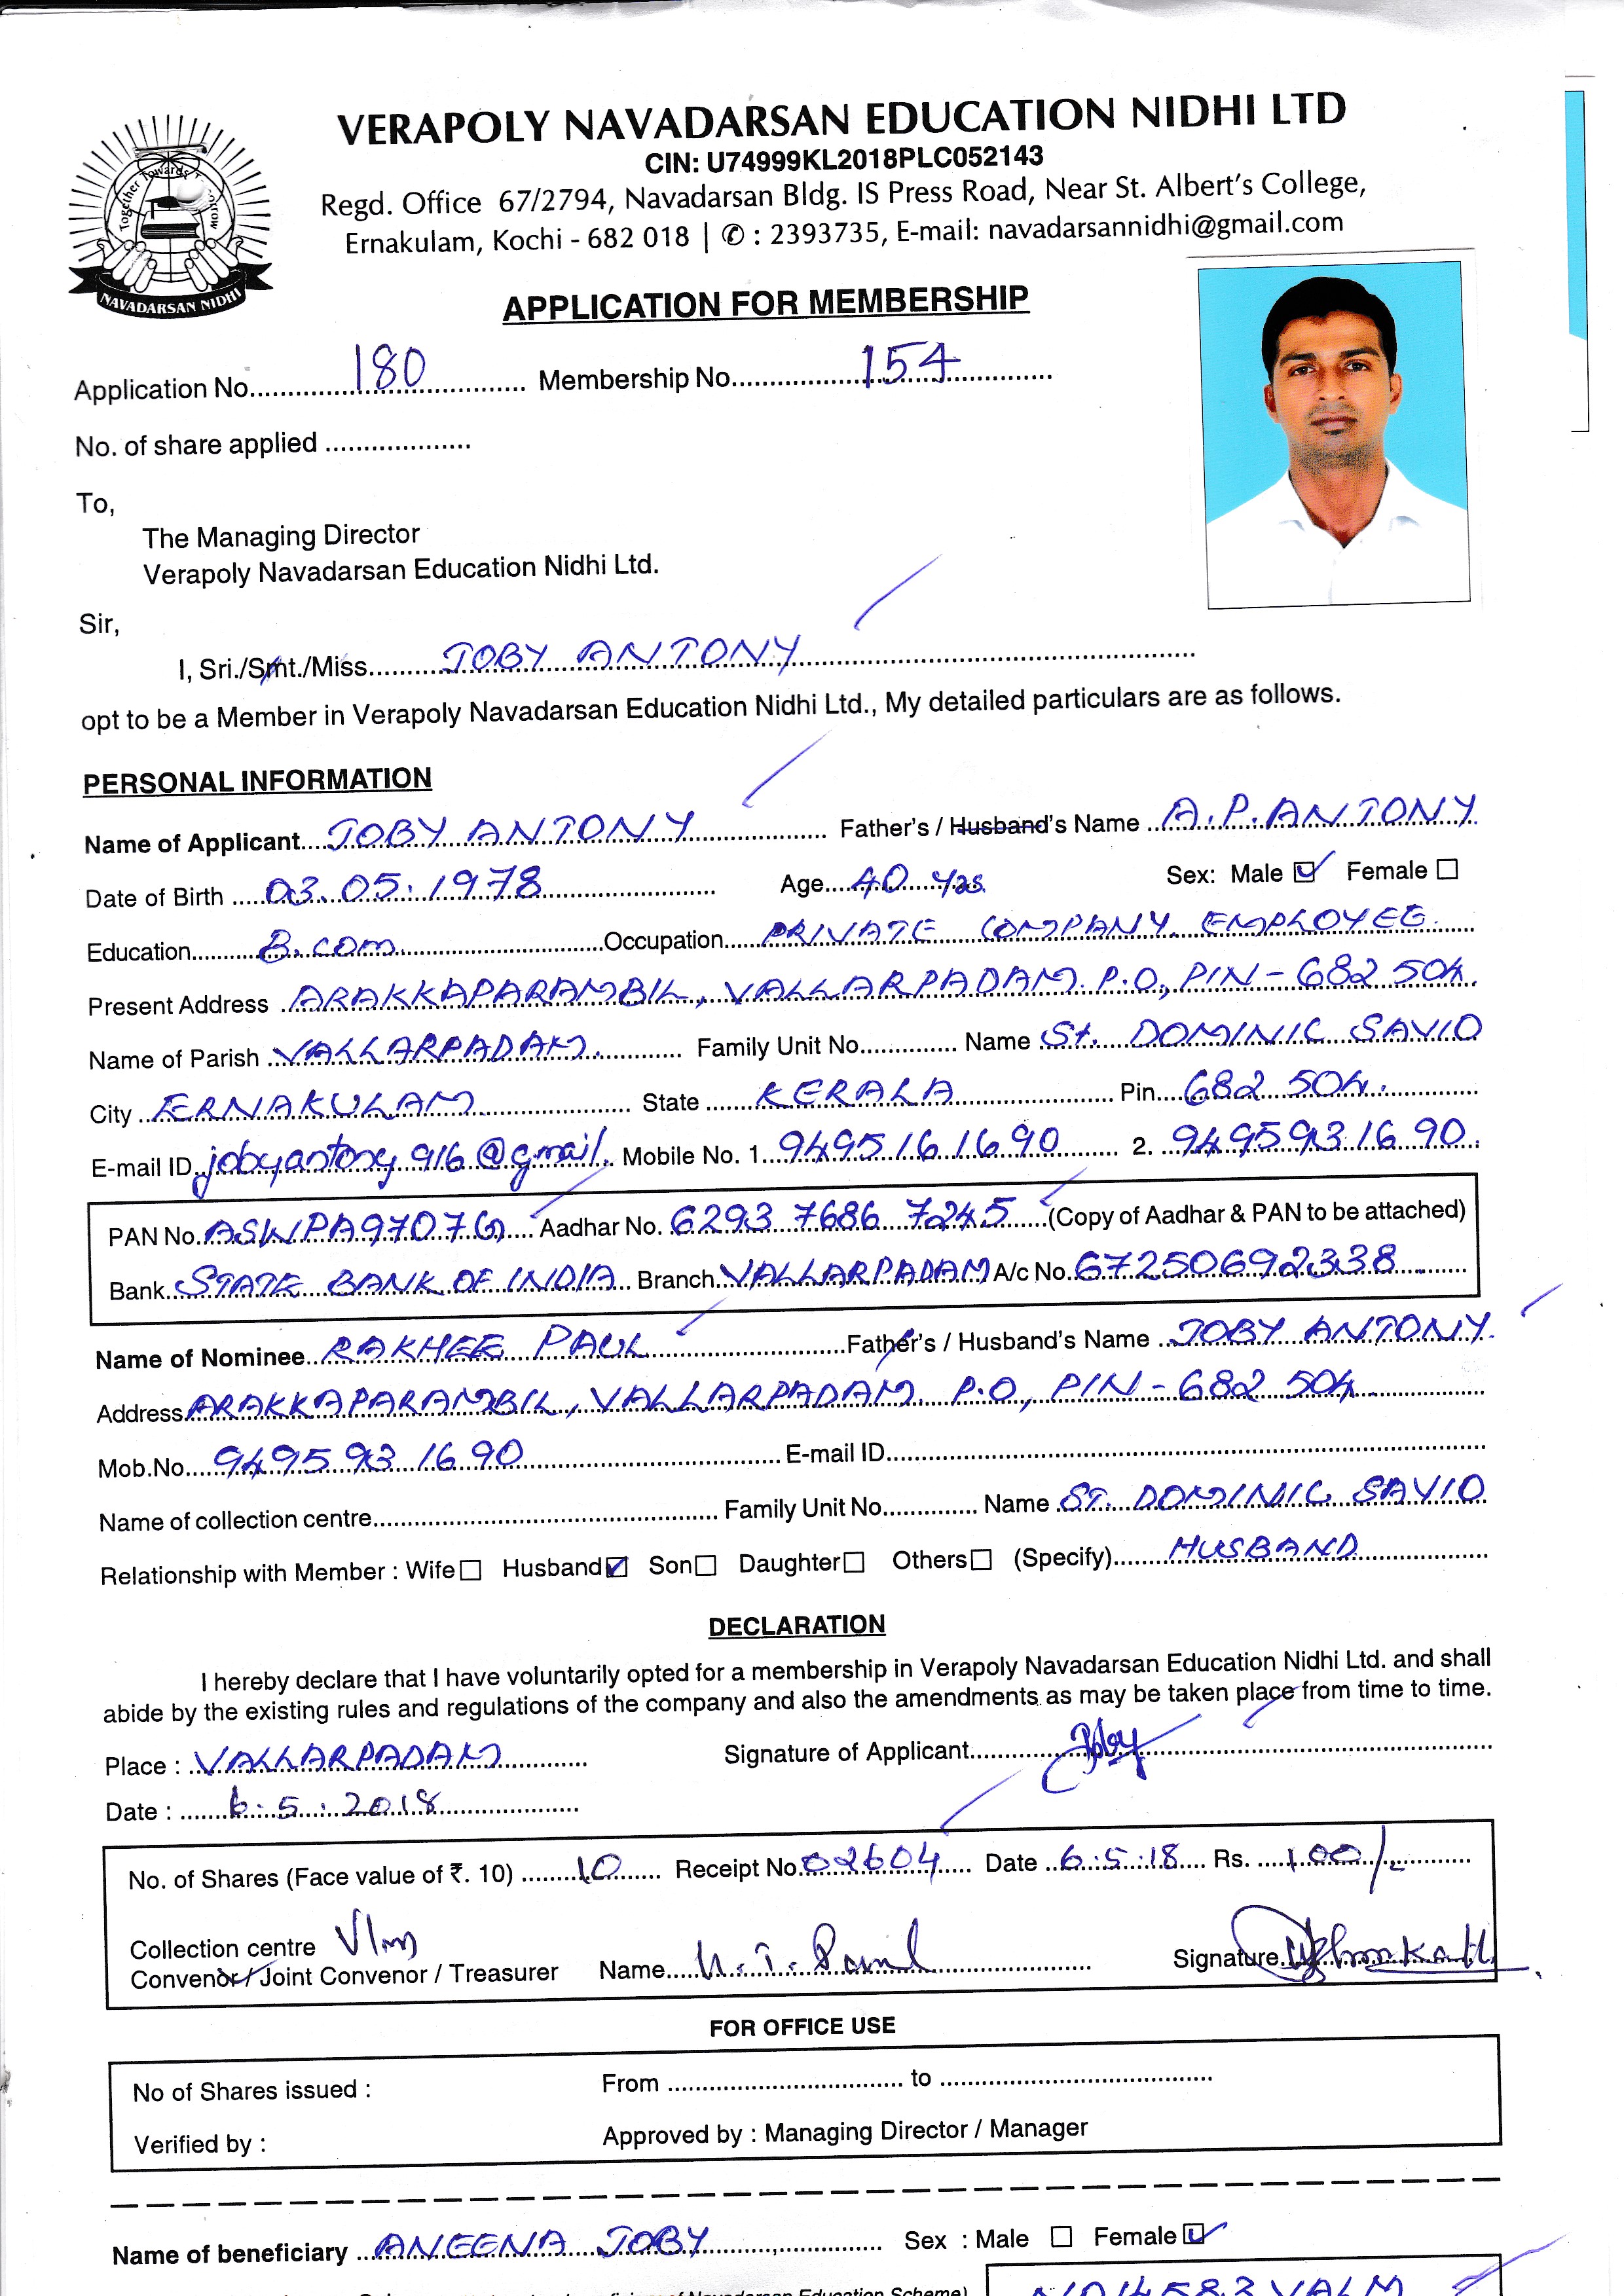 VERAPOLY NAVADARSAN EDUCATION NIDHI LTD
CIN: U74999KL2018PLC052143
Regd. Office 67/2794, Navadarsan Bldg. IS Press Road, Near St. Albert's College,
Ernakulam, Kochi - 682 018 | ✆ : 2393735, E-mail: navadarsannidhi@gmail.com
Together Towards
NAVADARSAN NIDHI
APPLICATION FOR MEMBERSHIP
Application No. 180 Membership No. 154
No. of share applied
To,
The Managing Director
Verapoly Navadarsan Education Nidhi Ltd.
Sir,
I, Sri./Smt./Miss JOBY ANTONY
opt to be a Member in Verapoly Navadarsan Education Nidhi Ltd., My detailed particulars are as follows.
PERSONAL INFORMATION
Name of Applicant JOBY ANTONY Father's / Husband's Name A.P. ANTONY
Date of Birth 03.05.1978 Age 40 yrs Sex: Male ☑ Female ☐
Education B.com Occupation PRIVATE COMPANY EMPLOYEE
Present Address ARAKKAPARAMBIL, VALLARPADAM P.O, PIN - 682 504
Name of Parish VALLARPADAM Family Unit No. Name St. DOMINIC SAVIO
City ERNAKULAM State KERALA Pin 682 504
E-mail ID jobyantony916@gmail. Mobile No. 1. 9495 16 16 90 2. 9495 93 16 90
PAN No. ASWPA9707G Aadhar No. 6293 7686 7245 (Copy of Aadhar & PAN to be attached)
Bank STATE BANK OF INDIA Branch VALLARPADAM A/c No. 67250692338
Name of Nominee RAKHEE PAUL Father's / Husband's Name JOBY ANTONY
Address ARAKKAPARAMBIL, VALLARPADAM P.O, PIN - 682 504
Mob.No. 9495 93 16 90 E-mail ID
Name of collection centre Family Unit No. Name ST. DOMINIC SAVIO
Relationship with Member : Wife ☐ Husband ☑ Son ☐ Daughter ☐ Others ☐ (Specify) HUSBAND
DECLARATION
I hereby declare that I have voluntarily opted for a membership in Verapoly Navadarsan Education Nidhi Ltd. and shall
abide by the existing rules and regulations of the company and also the amendments as may be taken place from time to time.
Place : VALLARPADAM Signature of Applicant Joby
Date : 6.5.2018
No. of Shares (Face value of ₹. 10) 10 Receipt No. 02604 Date 6.5.18 Rs. 100/-
Collection centre Vlm
Convenor / Joint Convenor / Treasurer Name Signature
FOR OFFICE USE
No of Shares issued : From to
Verified by : Approved by : Managing Director / Manager
Name of beneficiary ANEENA JOBY Sex : Male ☐ Female ☑